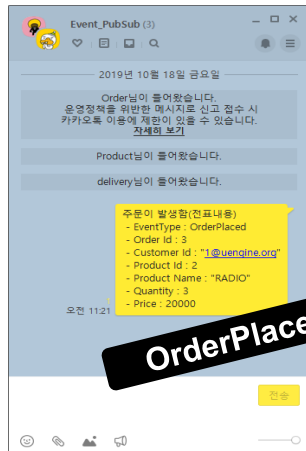 Event_PubSub (3)
2019년 10월 18일 금요일
Order님이 들어왔습니다.
운영정책을 위반한 메시지로 신고 접수 시
카카오톡 이용에 제한이 있을 수 있습니다.
자세히 보기
Product님이 들어왔습니다.
delivery님이 들어왔습니다.
주문이 발생함(전표내용)
- EventType : OrderPlaced
- Order Id : 3
- Customer Id : "1@uengine.org"
- Product Id : 2
- Product Name : "RADIO"
- Quantity : 3
- Price : 20000
1
오전 11:21
OrderPlace
전송